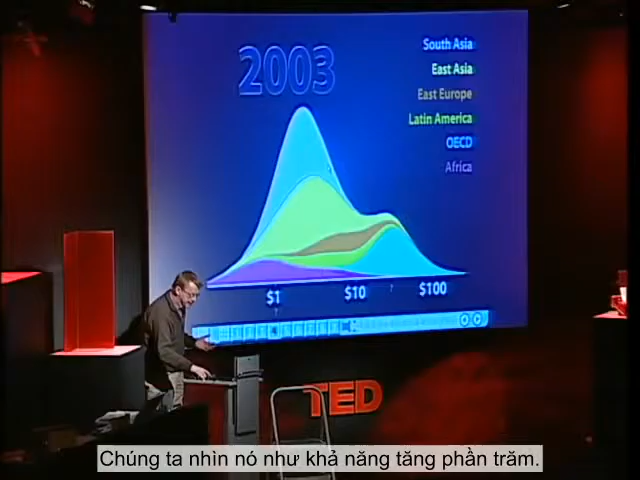 2003
South Asia
East Asia
East Europe
Latin America
OECD
Africa
$1
$10
$100
TED
Chúng ta nhìn nó như khả năng tăng phần trăm.